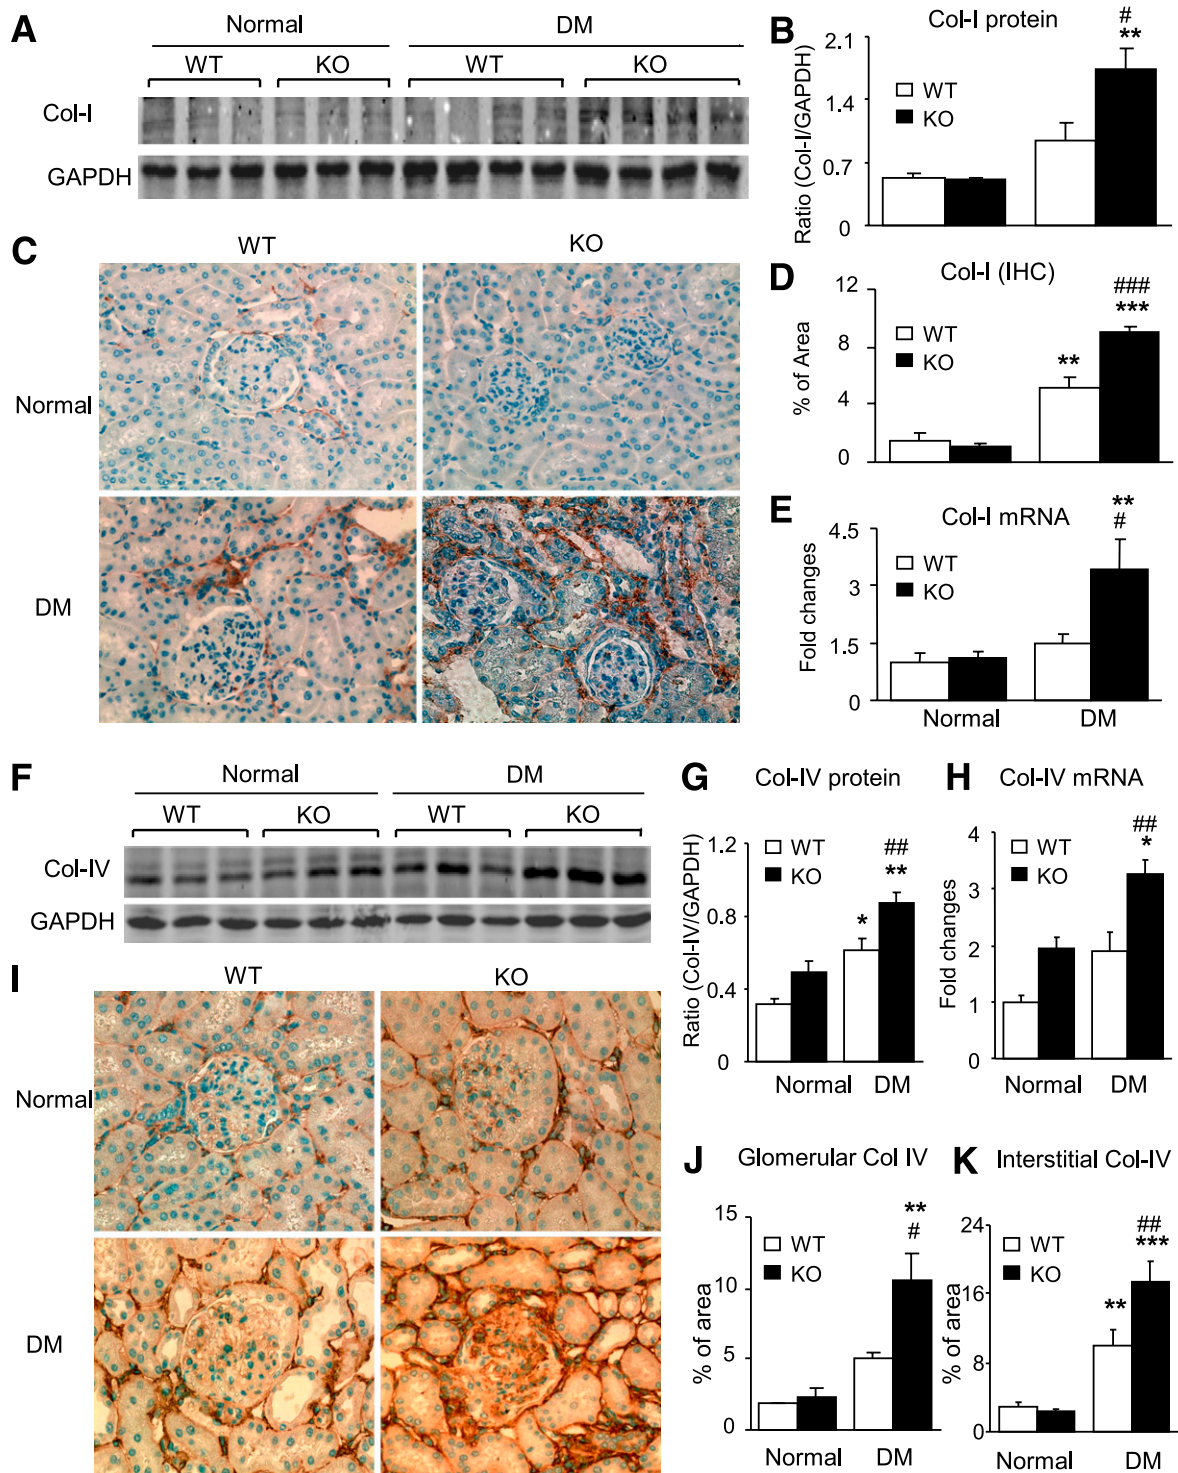 A
Normal
DM
WT
KO
WT
KO
Col-I
GAPDH
B
Col-I protein
#
**
Ratio (Col-I/GAPDH)
2.1
1.4
0.7
0
WT
KO
C
WT
KO
Normal
DM
D
Col-I (IHC)
% of Area
12
8
4
0
WT
KO
**
###
***
E
Col-I mRNA
**
#
Fold changes
4.5
3
1.5
0
WT
KO
Normal
DM
F
Normal
DM
WT
KO
WT
KO
Col-IV
GAPDH
G
Col-IV protein
Ratio (Col-IV/GAPDH)
1.2
0.8
0.4
0
WT
KO
*
##
**
Normal
DM
H
Col-IV mRNA
Fold changes
4
3
2
1
0
WT
KO
##
*
Normal
DM
I
WT
KO
Normal
DM
J
Glomerular Col IV
% of area
15
10
5
0
WT
KO
**
#
Normal
DM
K
Interstitial Col-IV
% of area
24
16
8
0
WT
KO
**
##
***
Normal
DM